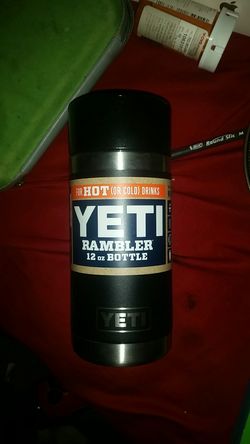 FOR HOT (OR COLD) DRINKS
YETI
RAMBLER
12 oz BOTTLE
YETI